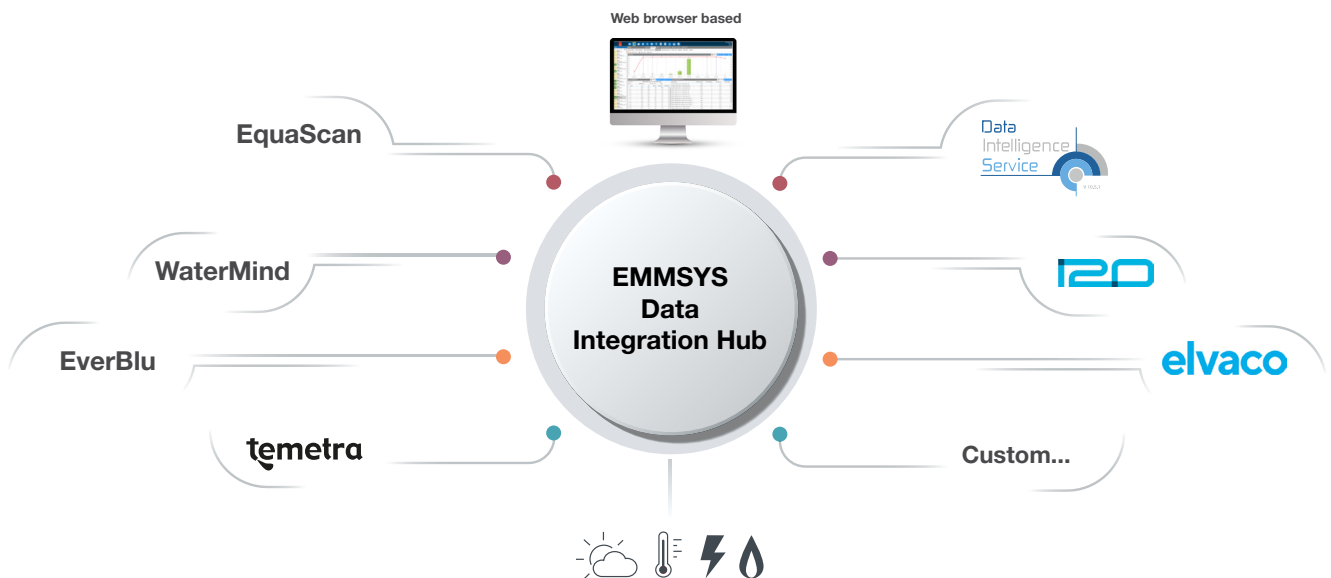 Web browser based
EquaScan
Data
Intelligence
Service
WaterMind
EMMSYS
Data
Integration Hub
i2O
EverBlu
elvaco
temetra
Custom...